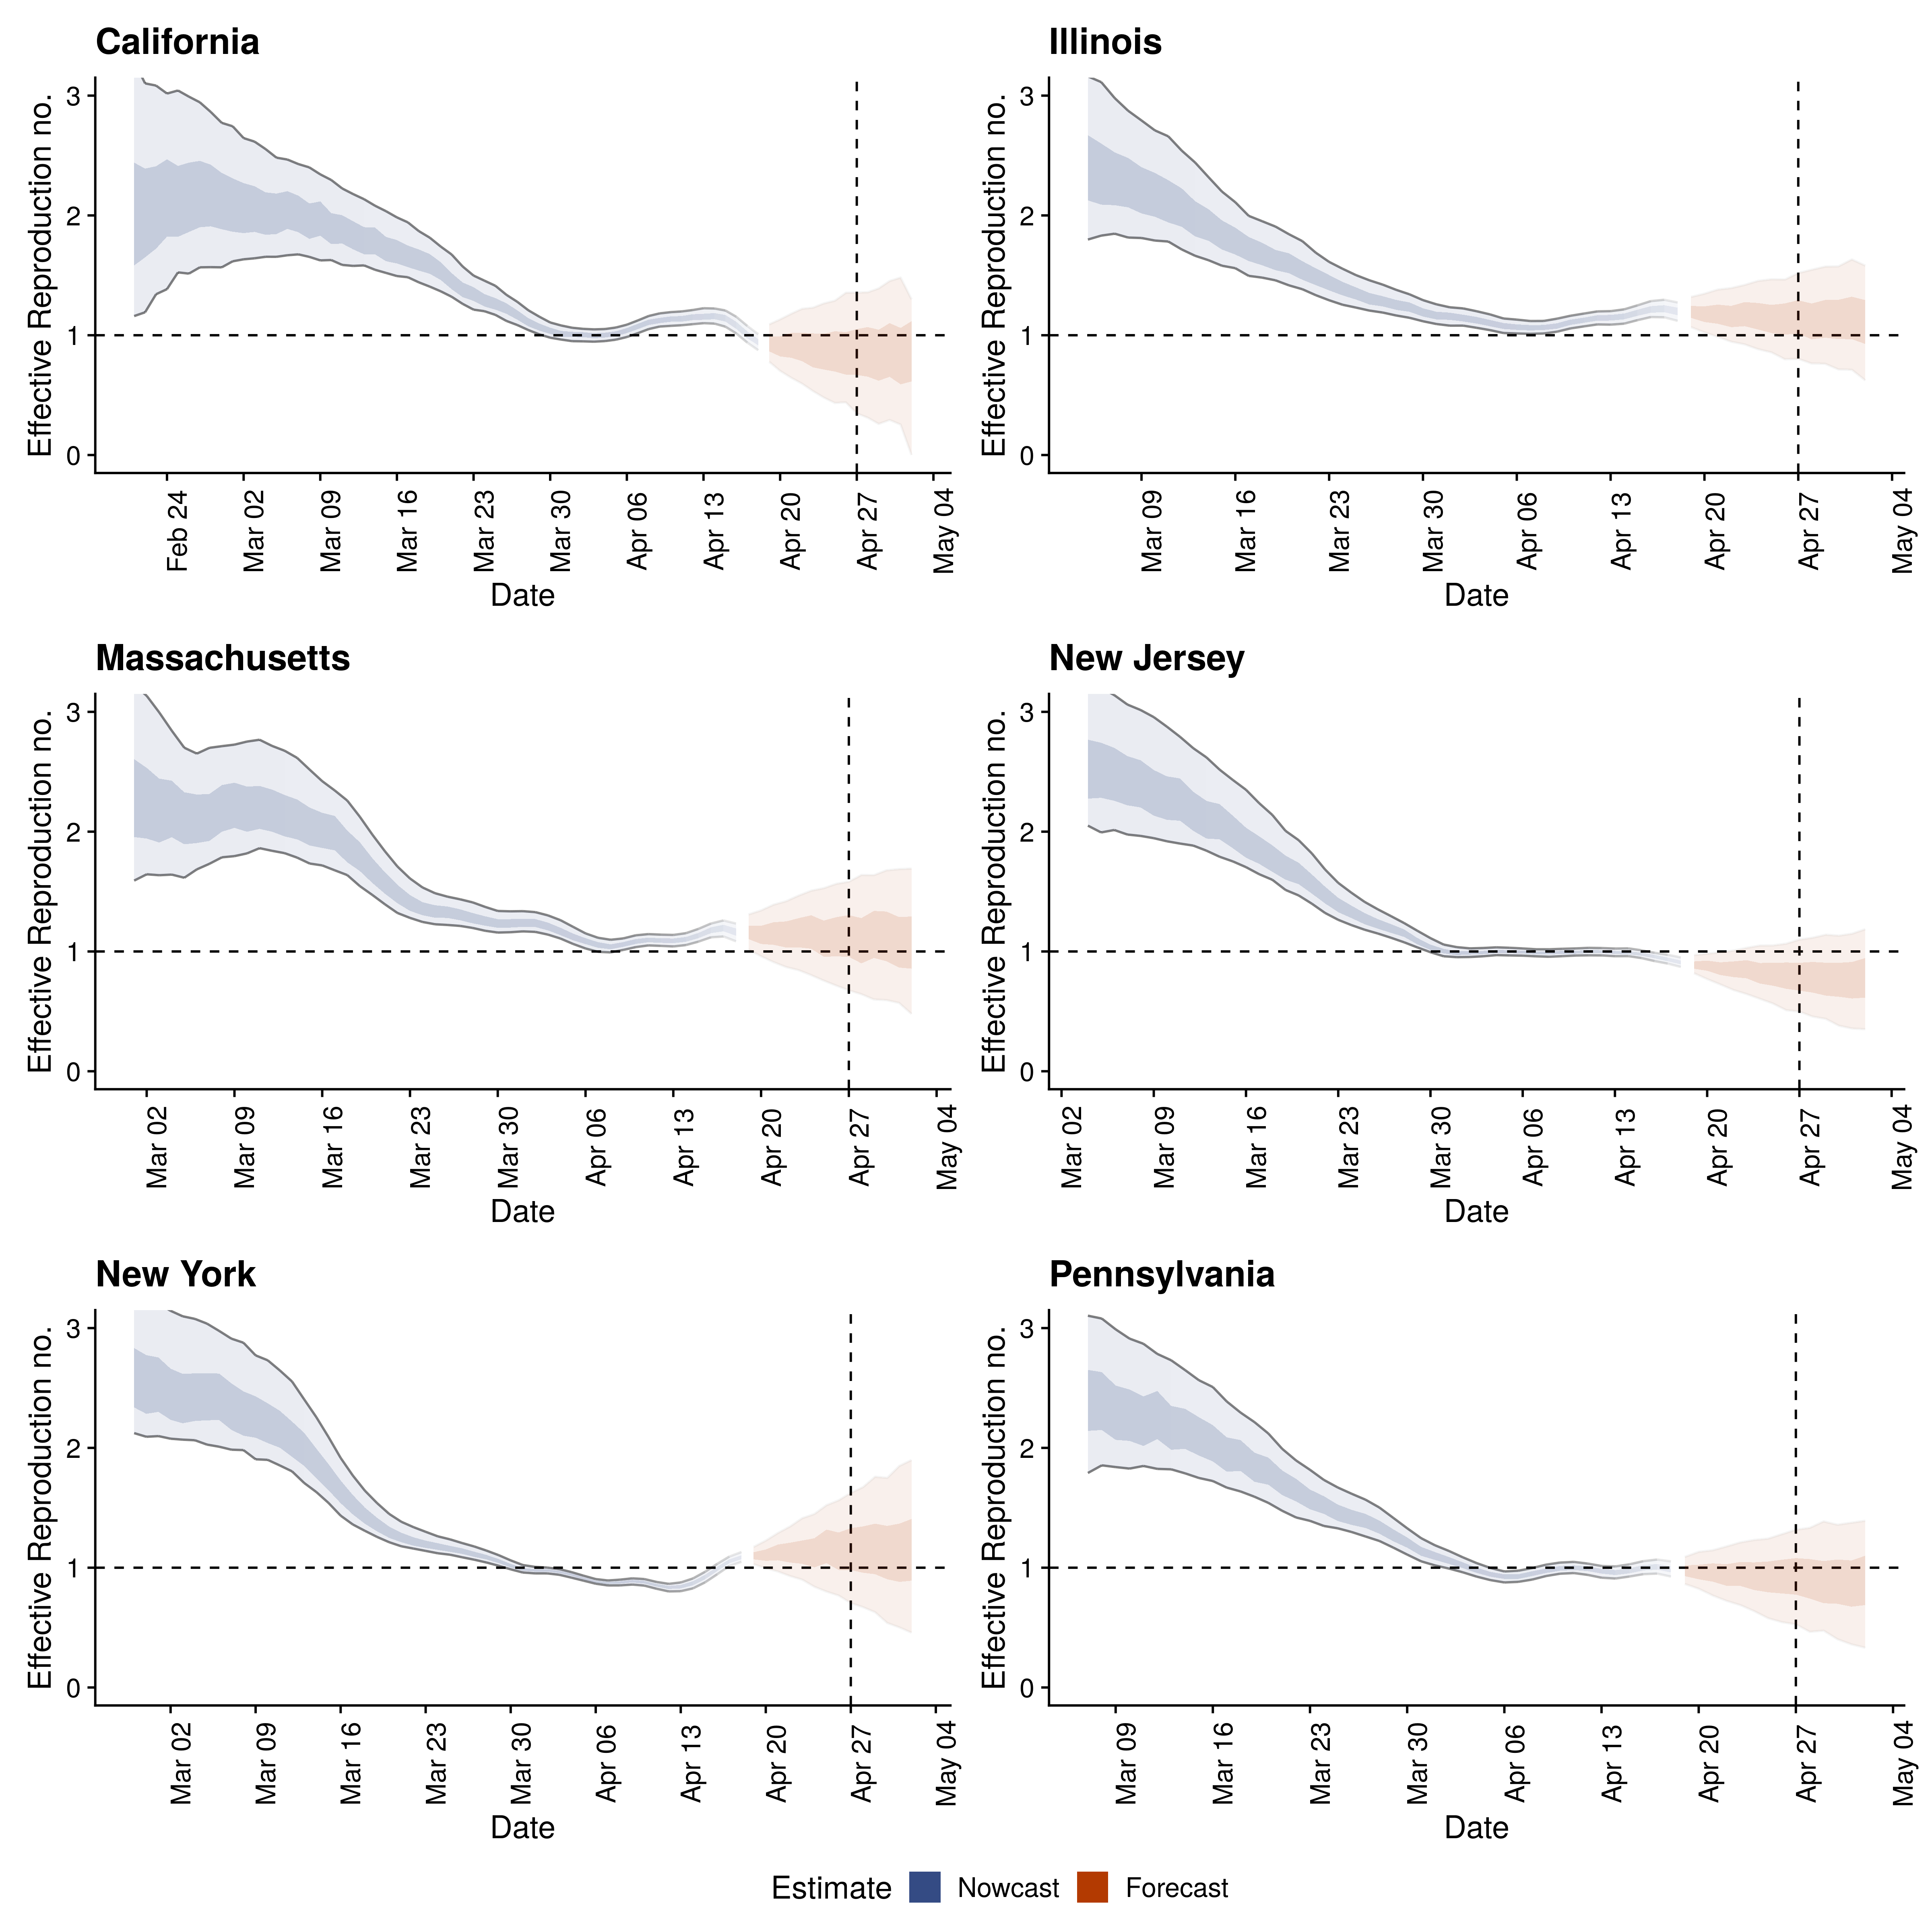 California
Effective Reproduction no.
3
2
1
0
Feb 24
Mar 02
Mar 09
Mar 16
Mar 23
Mar 30
Apr 06
Apr 13
Apr 20
Apr 27
May 04
Date
Illinois
Effective Reproduction no.
3
2
1
0
Mar 09
Mar 16
Mar 23
Mar 30
Apr 06
Apr 13
Apr 20
Apr 27
May 04
Date
Massachusetts
Effective Reproduction no.
3
2
1
0
Mar 02
Mar 09
Mar 16
Mar 23
Mar 30
Apr 06
Apr 13
Apr 20
Apr 27
May 04
Date
New Jersey
Effective Reproduction no.
3
2
1
0
Mar 02
Mar 09
Mar 16
Mar 23
Mar 30
Apr 06
Apr 13
Apr 20
Apr 27
May 04
Date
New York
Effective Reproduction no.
3
2
1
0
Mar 02
Mar 09
Mar 16
Mar 23
Mar 30
Apr 06
Apr 13
Apr 20
Apr 27
May 04
Date
Pennsylvania
Effective Reproduction no.
3
2
1
0
Mar 09
Mar 16
Mar 23
Mar 30
Apr 06
Apr 13
Apr 20
Apr 27
May 04
Date
Estimate Nowcast Forecast